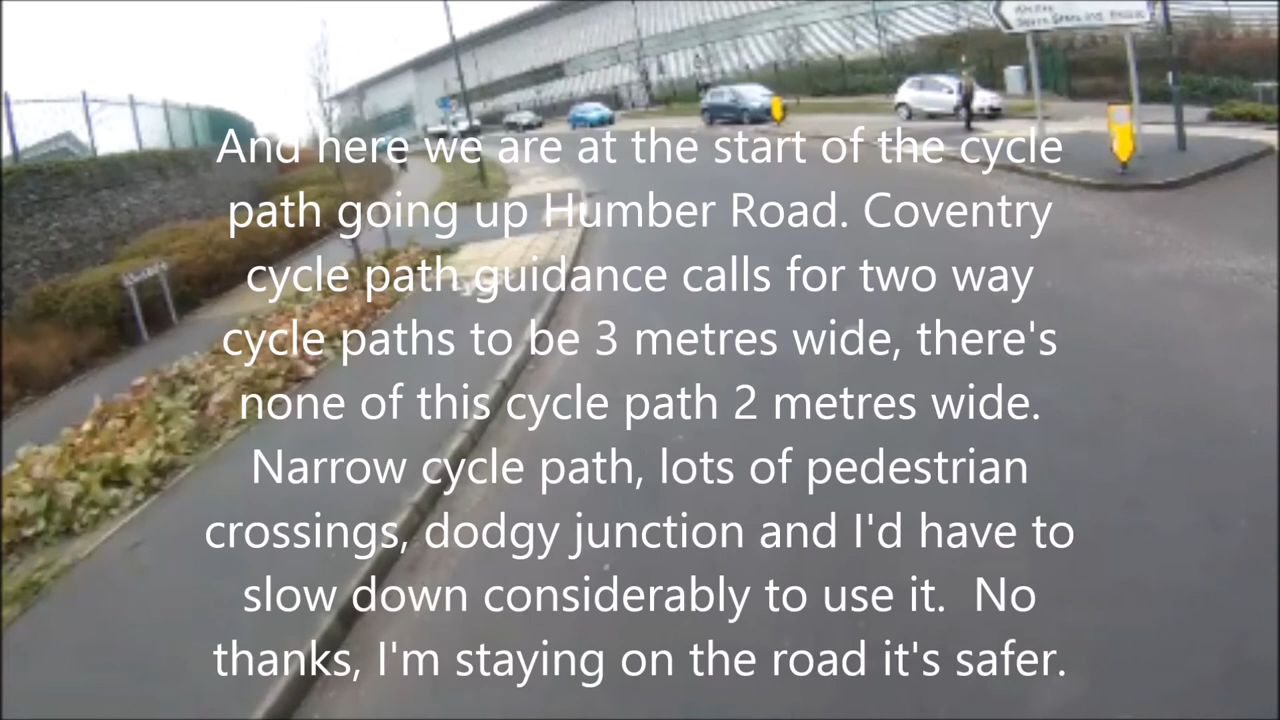 And here we are at the start of the cycle
path going up Humber Road. Coventry
cycle path guidance calls for two way
cycle paths to be 3 metres wide, there's
none of this cycle path 2 metres wide.
Narrow cycle path, lots of pedestrian
crossings, dodgy junction and I'd have to
slow down considerably to use it.  No
thanks, I'm staying on the road it's safer.